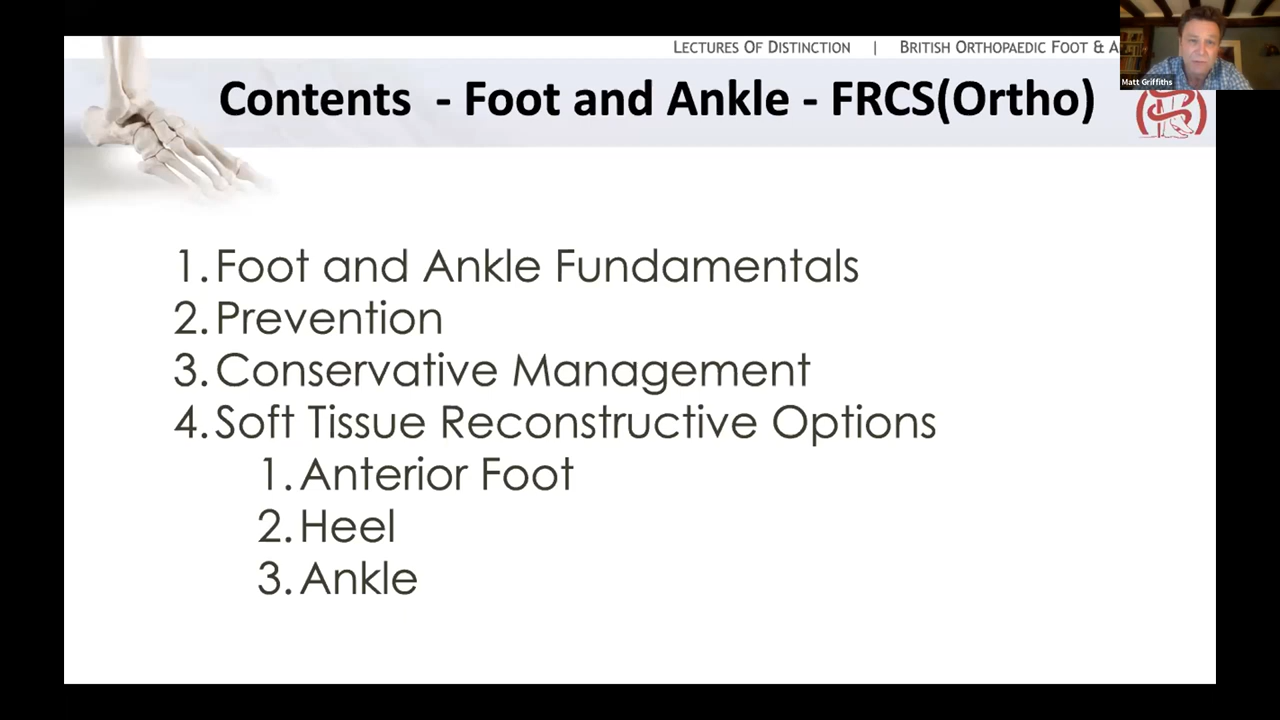 LECTURES OF DISTINCTION | BRITISH ORTHOPAEDIC FOOT & A
Matt Griffiths
Contents - Foot and Ankle - FRCS(Ortho)
1. Foot and Ankle Fundamentals
2. Prevention
3. Conservative Management
4. Soft Tissue Reconstructive Options
1. Anterior Foot
2. Heel
3. Ankle